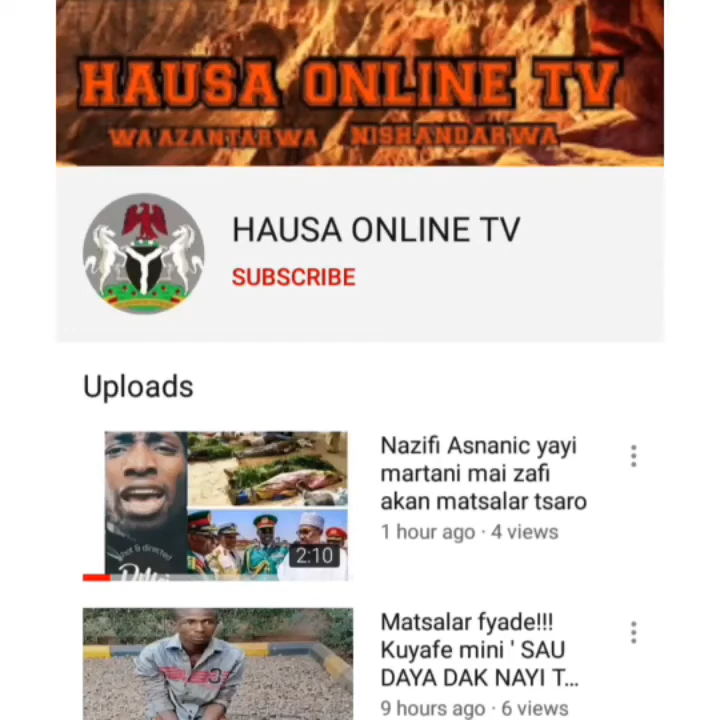 HAUSA ONLINE TV
WA'AZANTARWA NISHANDARWA
HAUSA ONLINE TV
SUBSCRIBE
Uploads
Nazifi Asnanic yayi
martani mai zafi
akan matsalar tsaro
1 hour ago · 4 views
& directed
2:10
Matsalar fyade!!!
Kuyafe mini ' SAU
DAYA DAK NAYI T...
9 hours ago · 6 views